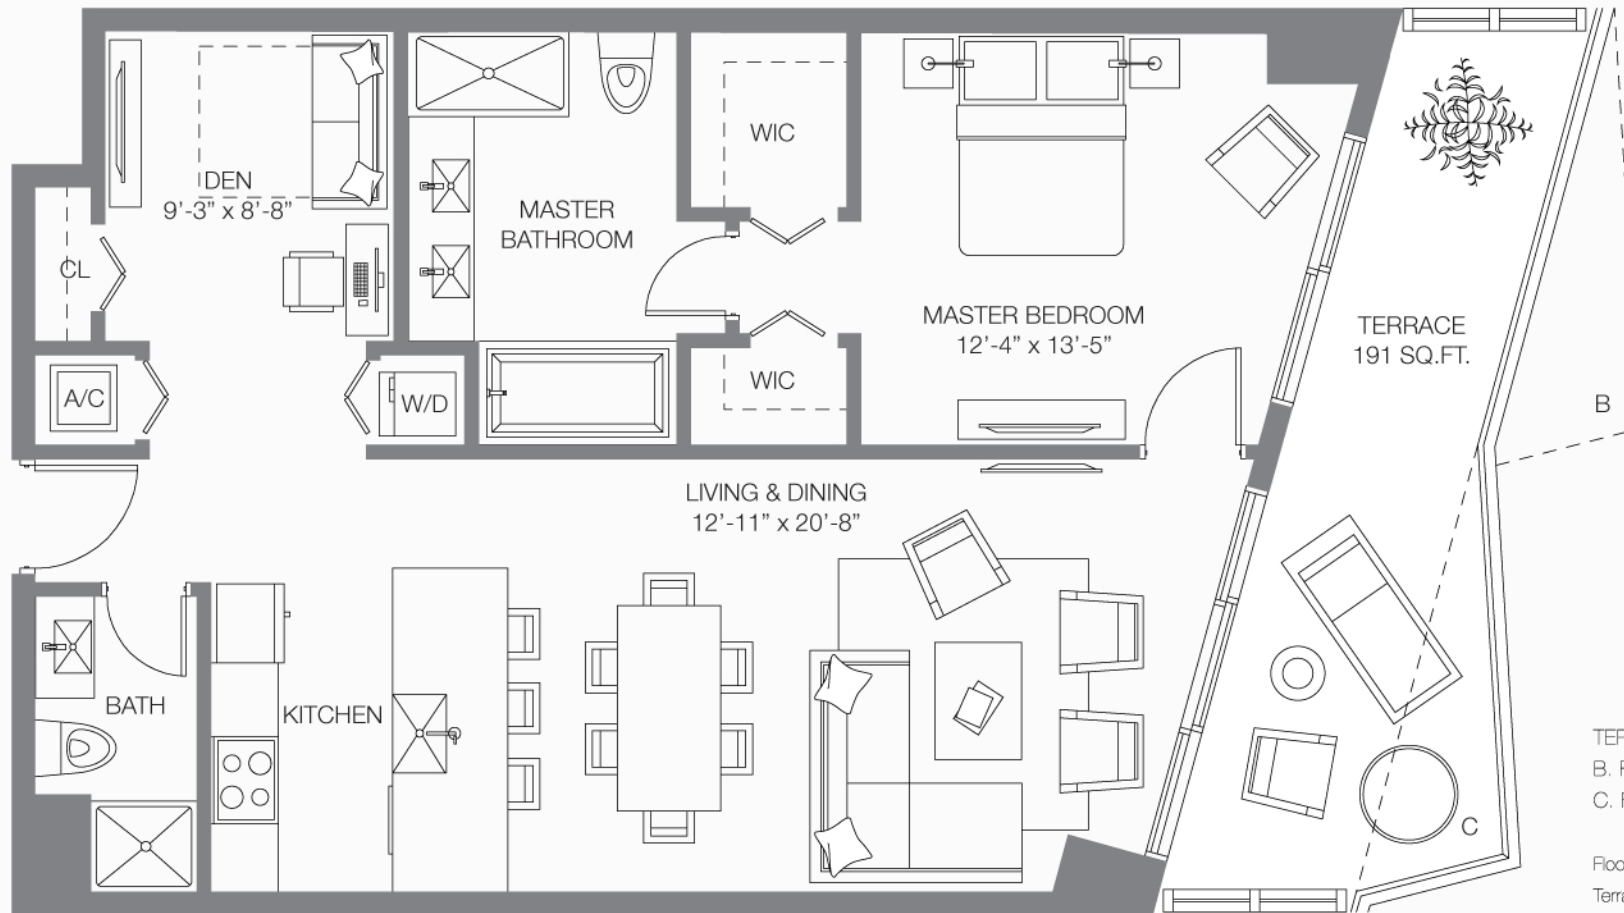 DEN
9’-3” x 8’-8”
CL
A/C
W/D
MASTER
BATHROOM
WIC
WIC
MASTER BEDROOM
12’-4” x 13’-5”
TERRACE
191 SQ.FT.
B
LIVING & DINING
12’-11” x 20’-8”
BATH
KITCHEN
C
B.
C.